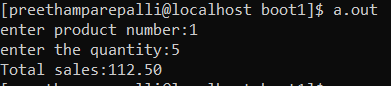 [preethamparepalli@localhost boot1]$ a.out
enter product number:1
enter the quantity:5
Total sales:112.50